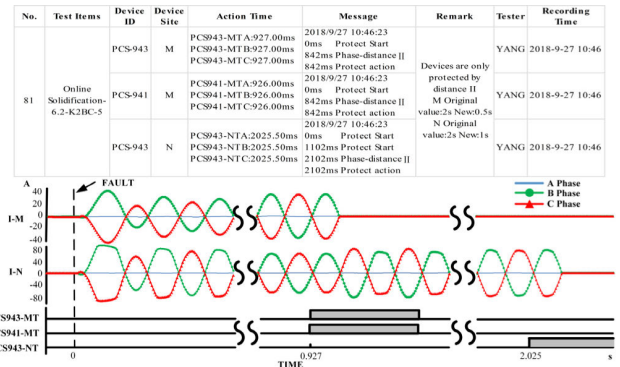 No. Test Items Device ID Device Site Action Time Message Remark Tester Recording Time
81
Online Solidification-6.2-K2BC-5
PCS-943 M
PCS943-MTA:927.00ms
PCS943-MTB:927.00ms
PCS943-MTC:927.00ms
2018/9/27 10:46:23
0ms Protect Start
842ms Phase-distance II
842ms Protect action
YANG 2018-9-27 10:46
PCS-941 M
PCS941-MTA:926.00ms
PCS941-MTB:926.00ms
PCS941-MTC:926.00ms
2018/9/27 10:46:23
0ms Protect Start
842ms Phase-distance II
842ms Protect action
YANG 2018-9-27 10:46
PCS-943 N
PCS943-NTA:2025.50ms
PCS943-NTB:2025.50ms
PCS943-NTC:2025.50ms
2018/9/27 10:46:23
0ms Protect Start
1102ms Protect Start
2102ms Phase-distance II
2102ms Protect action
YANG 2018-9-27 10:46
Devices are only
protected by
distance II
M Original
value:2s New:0.5s
N Original
value:2s New:1s
A
FAULT
A Phase
B Phase
C Phase
I-M
40
20
0
-20
-40
I-N
80
40
0
-40
-80
CS943-MT
CS941-MT
CS943-NT
0
0.927
2.025
s
TIME